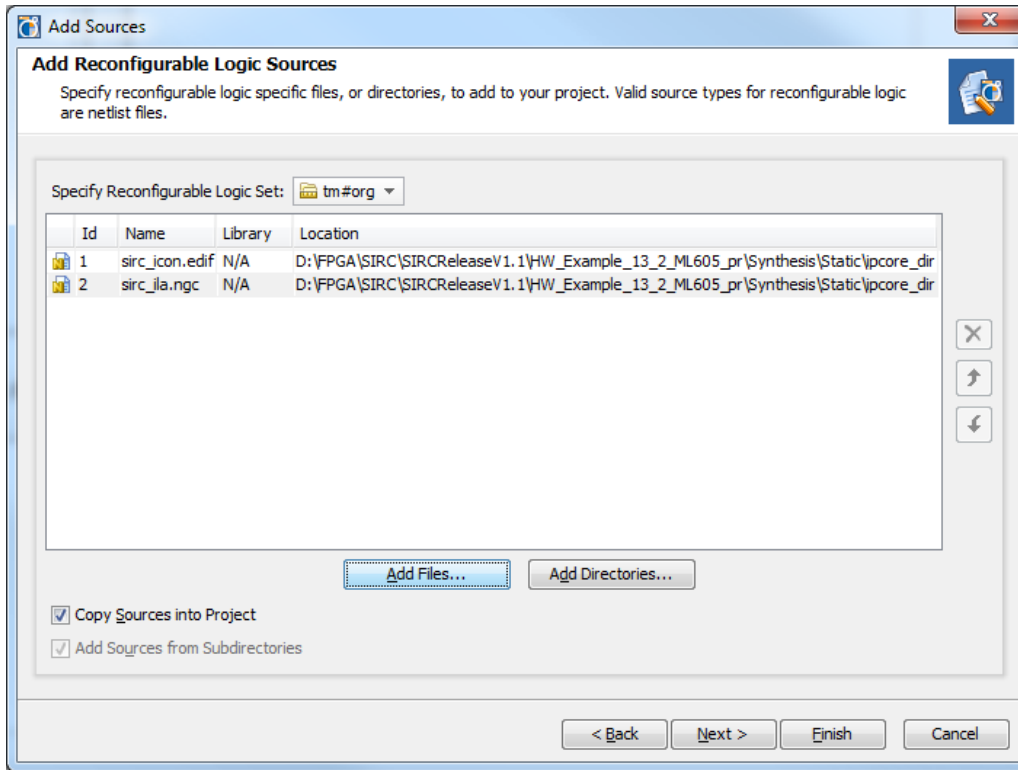 Add Sources
Add Reconfigurable Logic Sources
Specify reconfigurable logic specific files, or directories, to add to your project. Valid source types for reconfigurable logic
are netlist files.
Specify Reconfigurable Logic Set: tm#org
Id Name Library Location
1 sirc_icon.edif N/A D:\FPGA\SIRC\SIRCReleaseV1.1\HW_Example_13_2_ML605_pr\Synthesis\Static\ipcore_dir
2 sirc_ila.ngc N/A D:\FPGA\SIRC\SIRCReleaseV1.1\HW_Example_13_2_ML605_pr\Synthesis\Static\ipcore_dir
Add Files... Add Directories...
Copy Sources into Project
Add Sources from Subdirectories
< Back Next > Finish Cancel